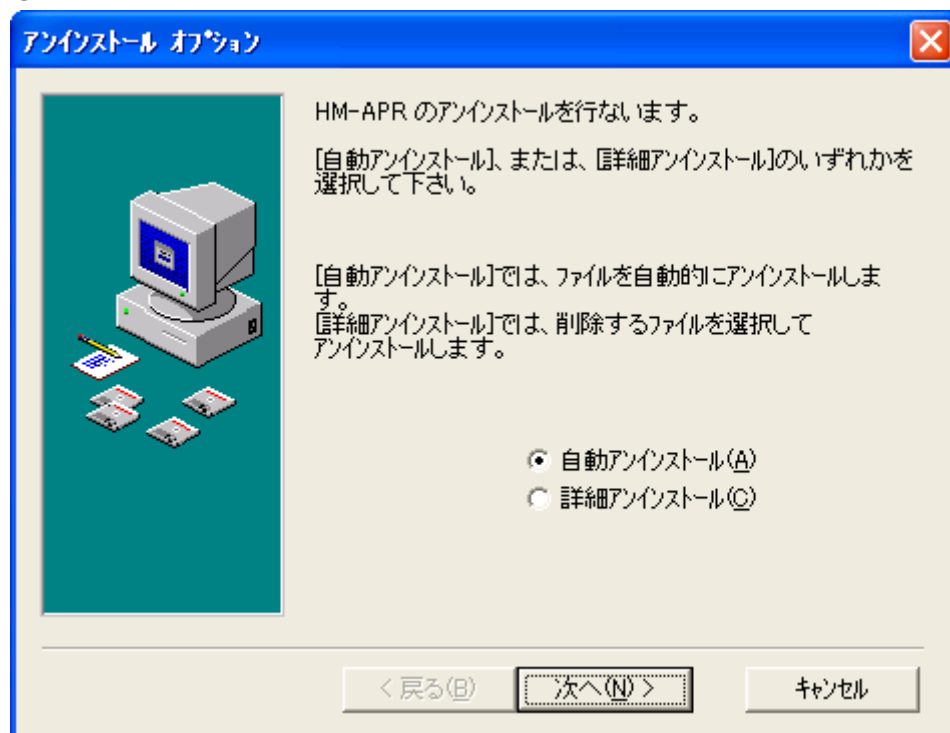 アンインストール オプション
HM-APR のアンインストールを行ないます。
[自動アンインストール]、または、[詳細アンインストール]のいずれかを
選択して下さい。
[自動アンインストール]では、ファイルを自動的にアンインストールしま
す。
[詳細アンインストール]では、削除するファイルを選択して
アンインストールします。
自動アンインストール(A)
詳細アンインストール(C)
< 戻る(B)
次へ(N) >
キャンセル